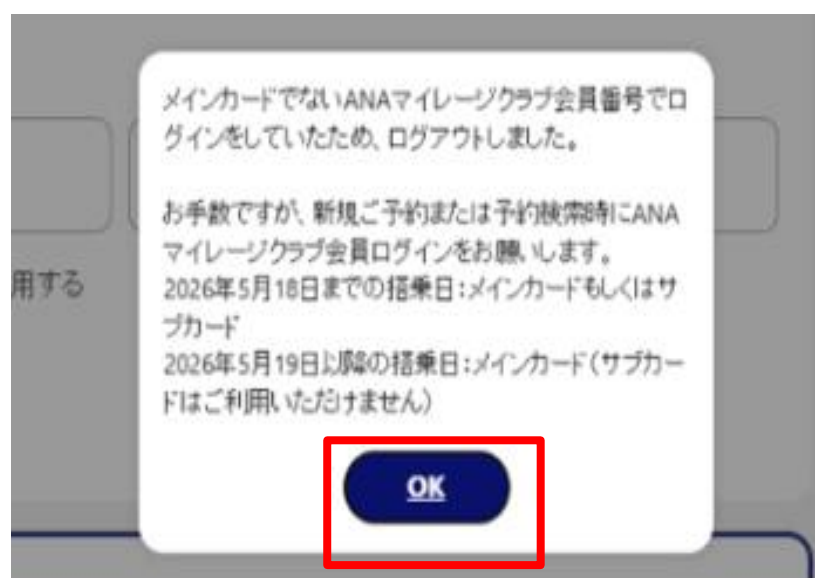 メインカードでないANAマイレージクラブ会員番号でロ
グインをしていたため、ログアウトしました。
お手数ですが、新規ご予約または予約検索時にANA
マイレージクラブ会員ログインをお願いします。
用する
2026年5月18日までの搭乗日:メインカードもしくはサ
ブカード
2026年5月19日以降の搭乗日:メインカード(サブカー
ドはご利用いただけません)
OK